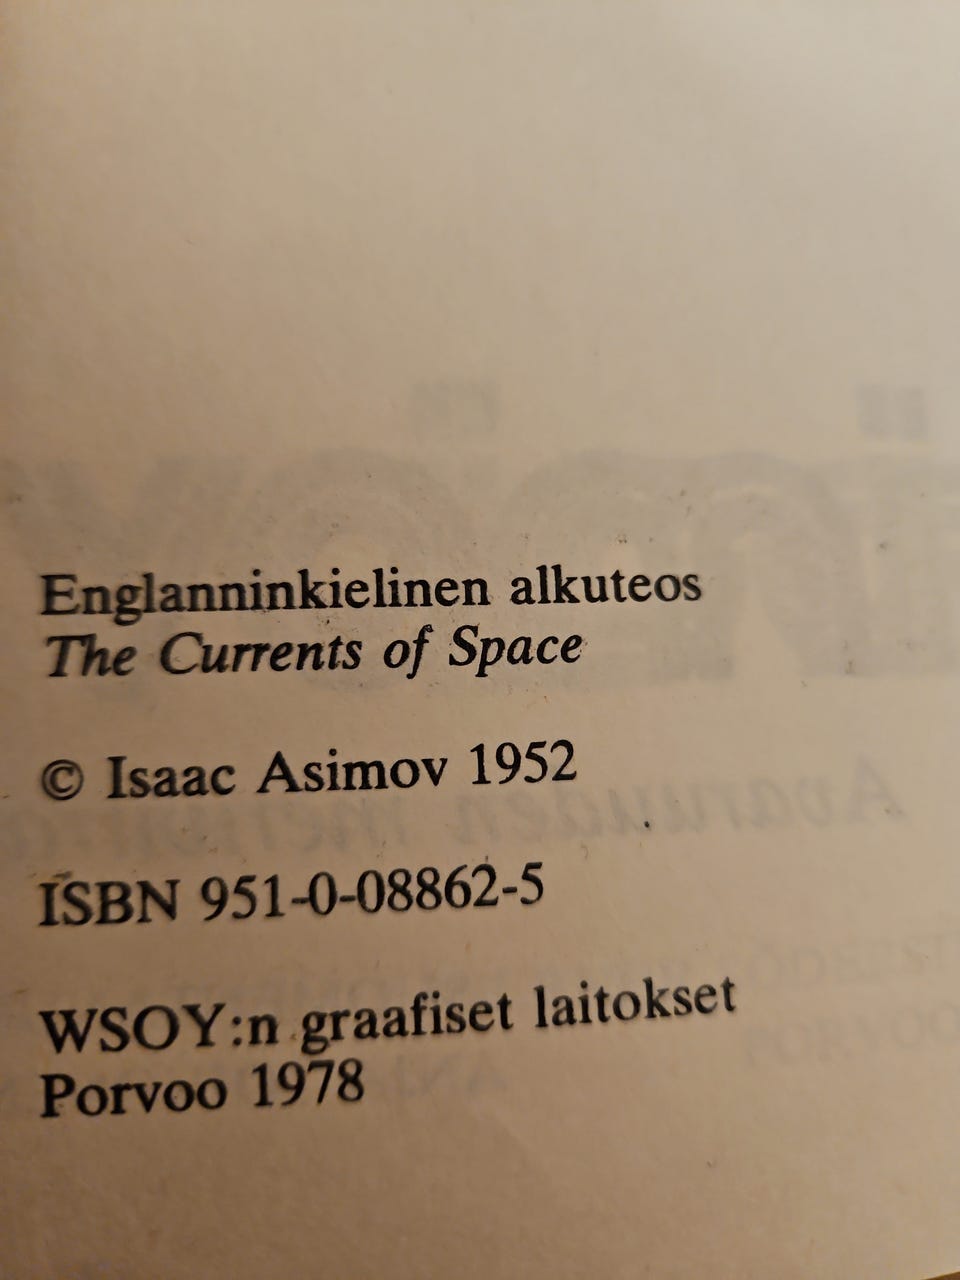 Englanninkielinen alkuteos
The Currents of Space
© Isaac Asimov 1952
ISBN 951-0-08862-5
WSOY:n graafiset laitokset
Porvoo 1978